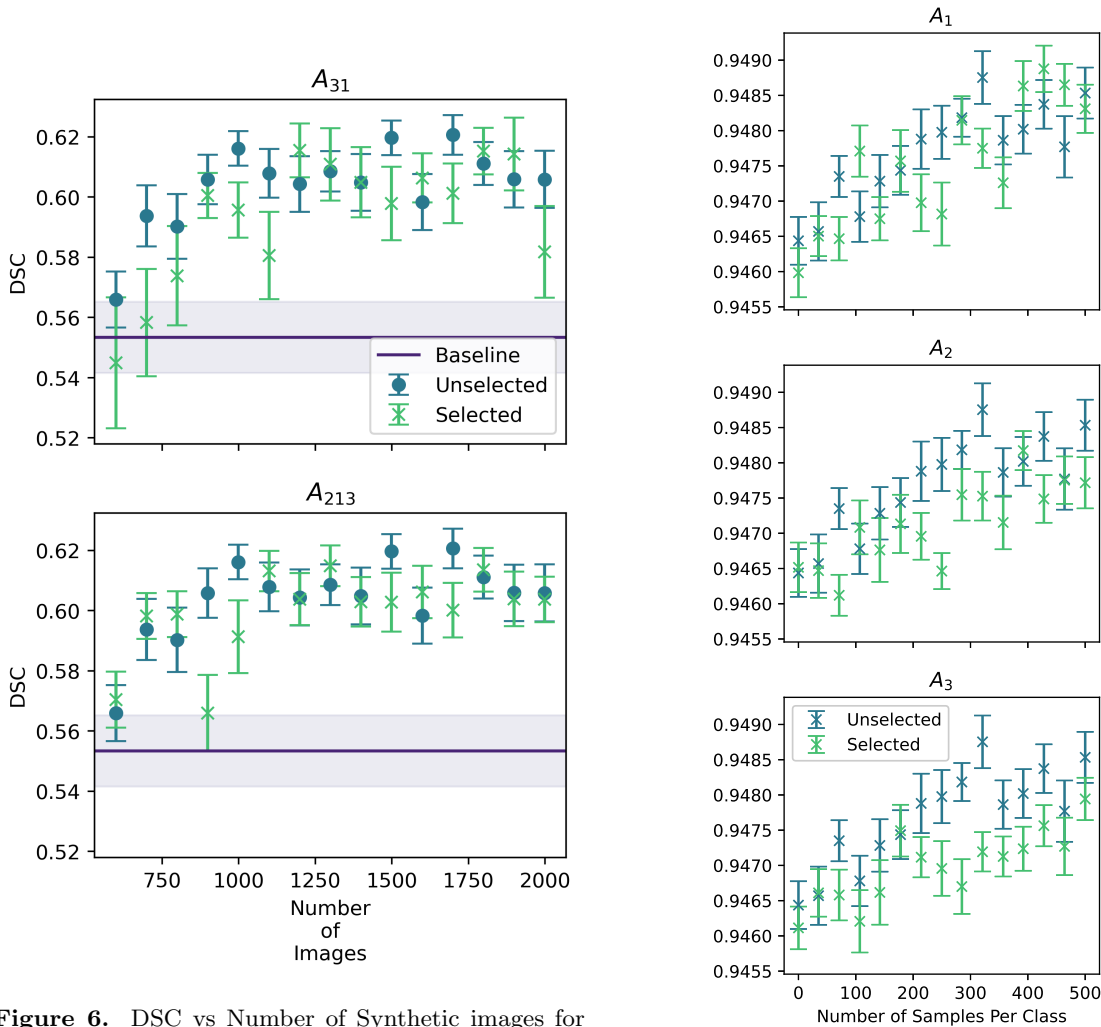 A31
0.62
0.60
0.58
0.56
0.54
0.52
DSC
Baseline
Unselected
Selected
A213
0.62
0.60
0.58
0.56
0.54
0.52
DSC
750 1000 1250 1500 1750 2000
Number
of
Images
Figure 6. DSC vs Number of Synthetic images for
A1
0.9490
0.9485
0.9480
0.9475
0.9470
0.9465
0.9460
0.9455
A2
0.9490
0.9485
0.9480
0.9475
0.9470
0.9465
0.9460
0.9455
A3
0.9490
0.9485
0.9480
0.9475
0.9470
0.9465
0.9460
0.9455
Unselected
Selected
0 100 200 300 400 500
Number of Samples Per Class